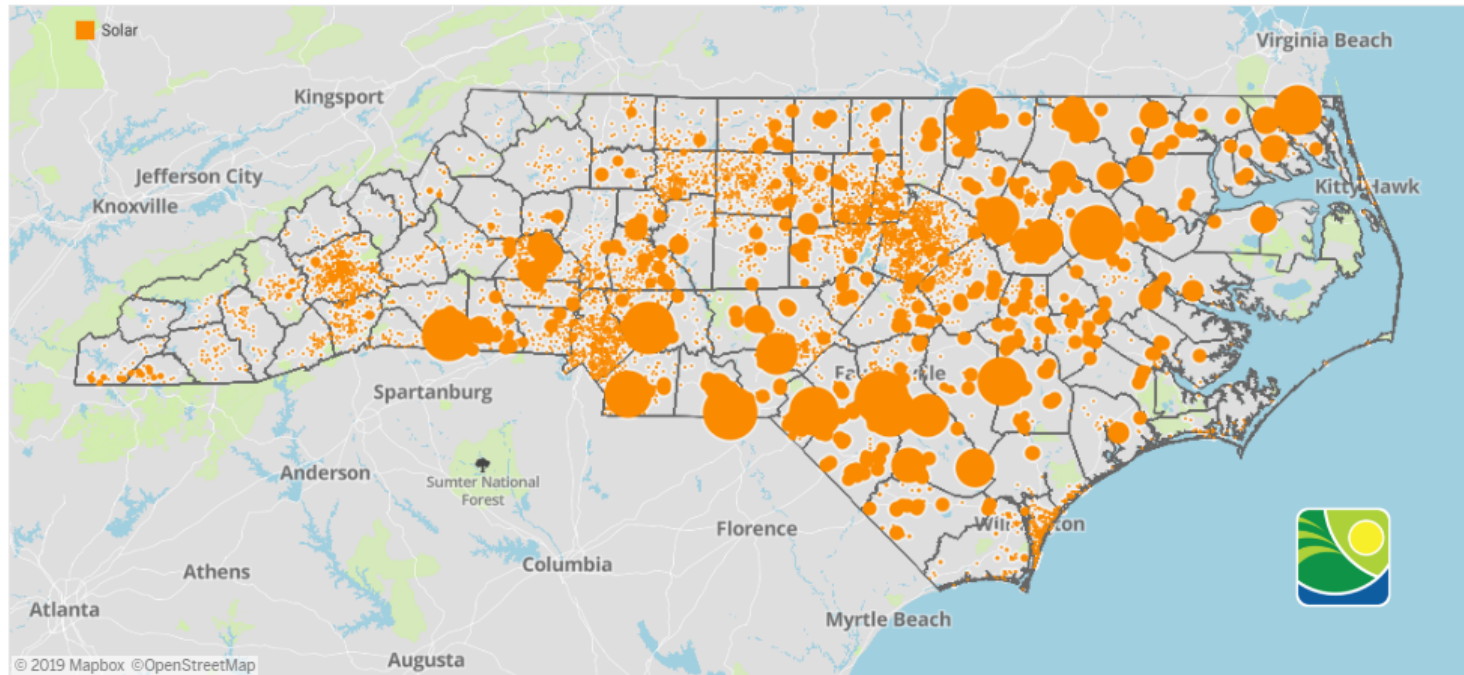 Solar
Virginia Beach
Kingsport
Jefferson City
Knoxville
Kitty Hawk
Spartanburg
Anderson
Sumter National
Forest
Florence
Columbia
Athens
Atlanta
Myrtle Beach
Augusta
© 2019 Mapbox ©OpenStreetMap